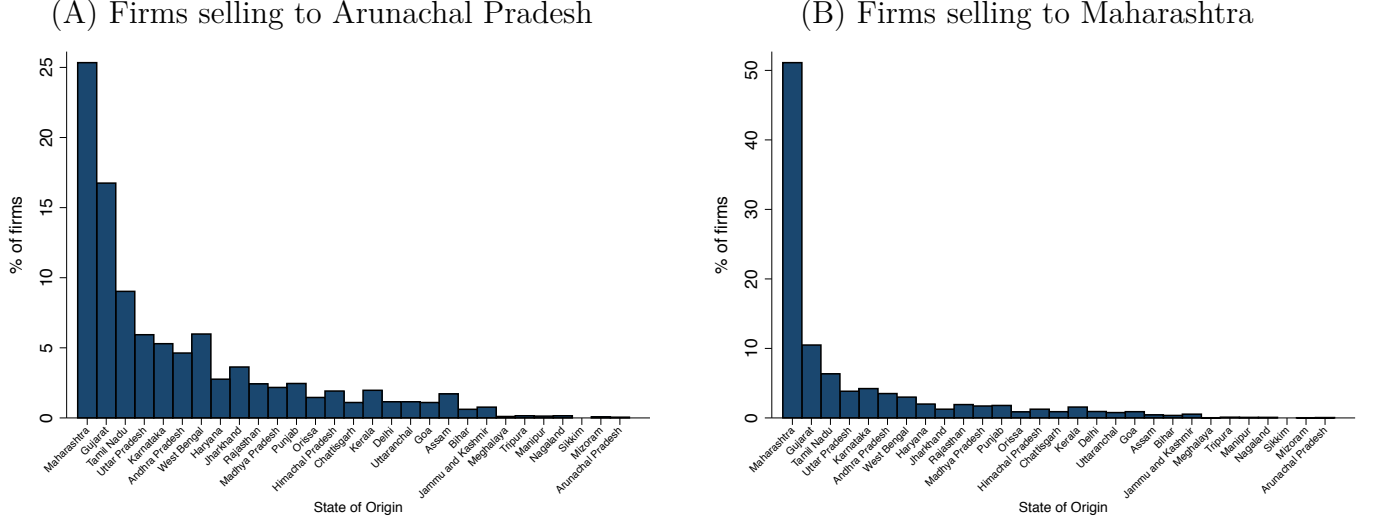 (A) Firms selling to Arunachal Pradesh
% of firms
25
20
15
10
5
0
Maharashtra
Gujarat
Tamil Nadu
Uttar Pradesh
Karnataka
Andhra Pradesh
West Bengal
Haryana
Jharkhand
Rajasthan
Madhya Pradesh
Punjab
Orissa
Himachal Pradesh
Chattisgarh
Kerala
Delhi
Uttaranchal
Goa
Assam
Bihar
Jammu and Kashmir
Meghalaya
Tripura
Manipur
Nagaland
Sikkim
Mizoram
Arunachal Pradesh
State of Origin
(B) Firms selling to Maharashtra
% of firms
50
40
30
20
10
0
Maharashtra
Gujarat
Tamil Nadu
Uttar Pradesh
Karnataka
Andhra Pradesh
West Bengal
Haryana
Jharkhand
Rajasthan
Madhya Pradesh
Punjab
Orissa
Himachal Pradesh
Chattisgarh
Kerala
Delhi
Uttaranchal
Goa
Assam
Bihar
Jammu and Kashmir
Meghalaya
Tripura
Manipur
Nagaland
Sikkim
Mizoram
Arunachal Pradesh
State of Origin